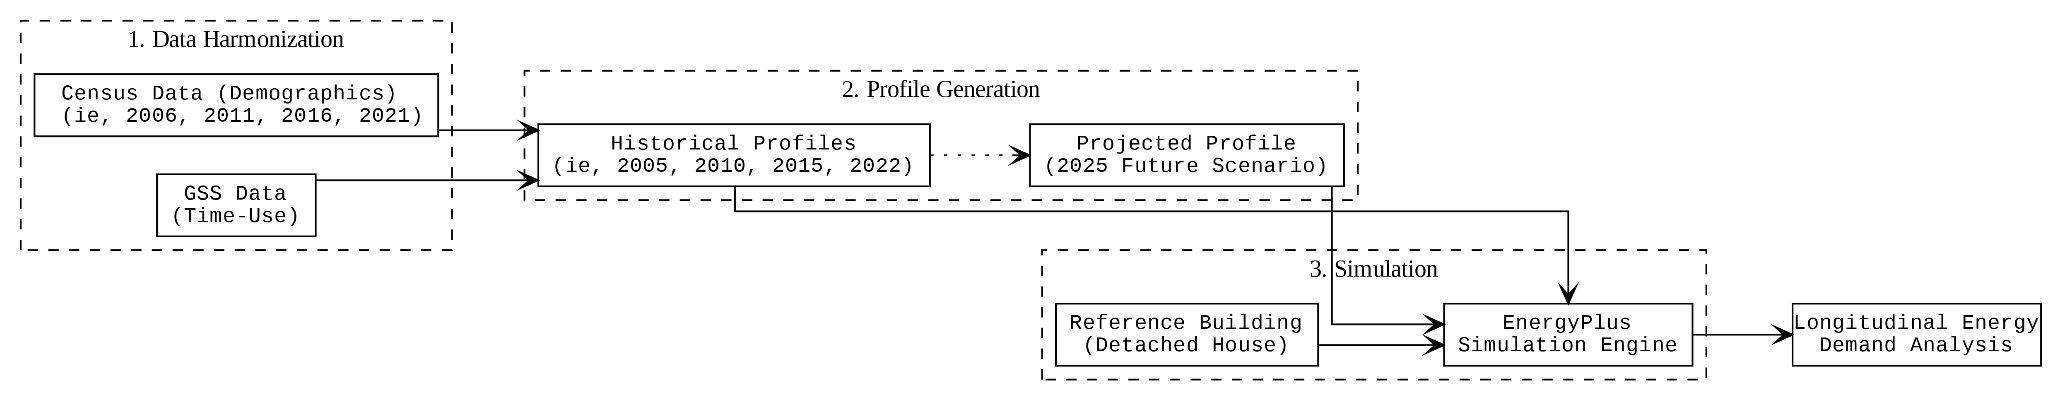 1. Data Harmonization
Census Data (Demographics)
(ie, 2006, 2011, 2016, 2021)
GSS Data
(Time-Use)
2. Profile Generation
Historical Profiles
(ie, 2005, 2010, 2015, 2022)
Projected Profile
(2025 Future Scenario)
3. Simulation
Reference Building
(Detached House)
EnergyPlus
Simulation Engine
Longitudinal Energy
Demand Analysis